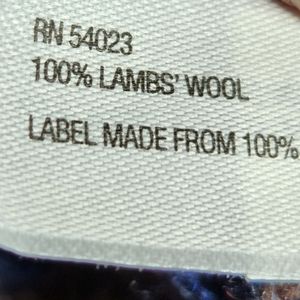 RN 54023
100% LAMBS' WOOL
LABEL MADE FROM 100%